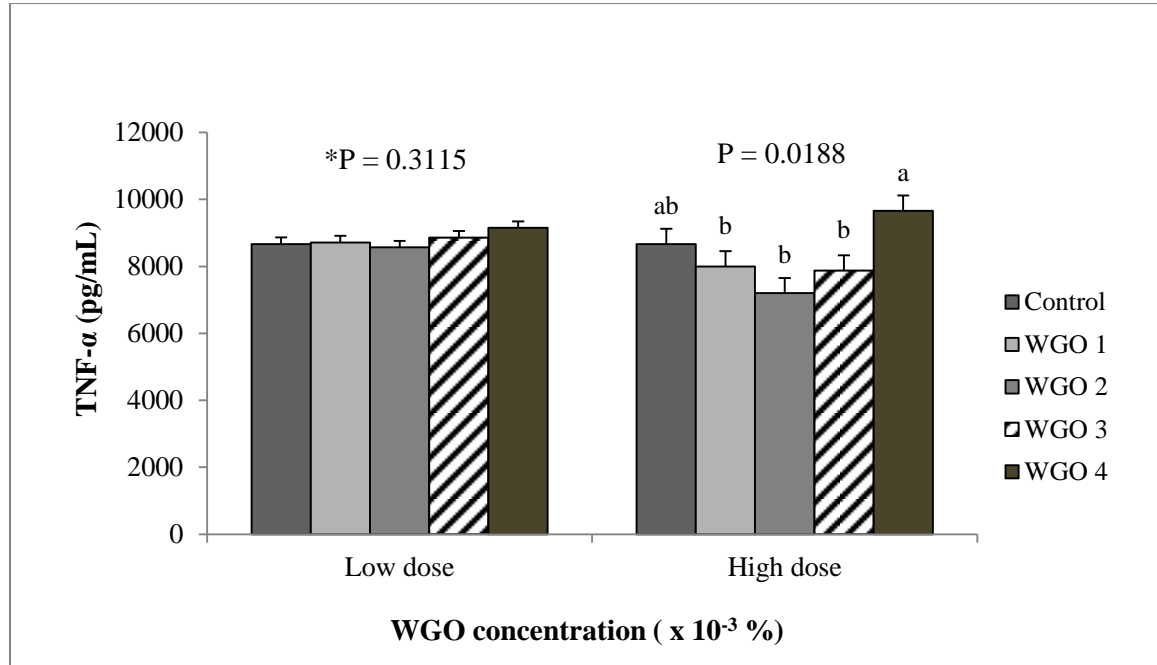 12000
10000
8000
6000
4000
2000
0
TNF-α (pg/mL)
*P = 0.3115
P = 0.0188
ab
b
b
b
a
Low dose
High dose
WGO concentration ( x 10⁻³ %)
Control
WGO 1
WGO 2
WGO 3
WGO 4